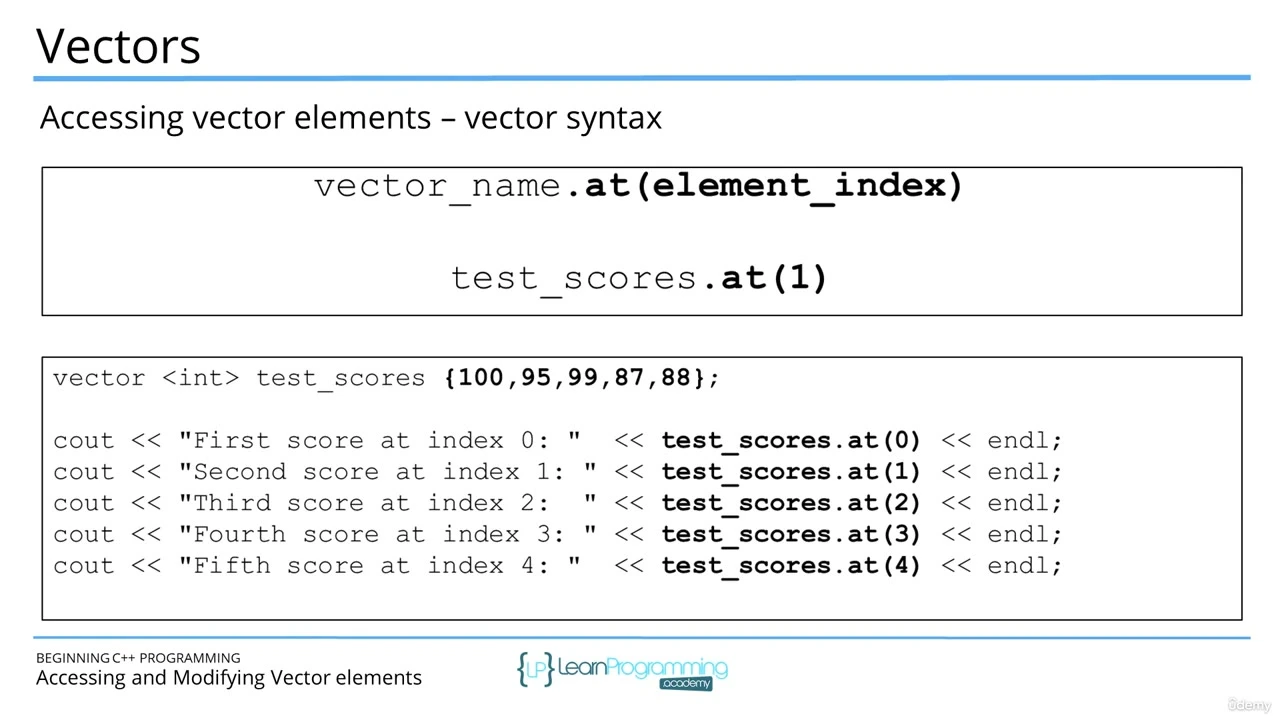 Vectors
Accessing vector elements – vector syntax
vector_name.at(element_index)
test_scores.at(1)
vector <int> test_scores {100,95,99,87,88};
cout << "First score at index 0: "  << test_scores.at(0) << endl;
cout << "Second score at index 1: " << test_scores.at(1) << endl;
cout << "Third score at index 2:  " << test_scores.at(2) << endl;
cout << "Fourth score at index 3: " << test_scores.at(3) << endl;
cout << "Fifth score at index 4: "  << test_scores.at(4) << endl;
BEGINNING C++ PROGRAMMING
Accessing and Modifying Vector elements
{LP} LearnProgramming
academy
ûdemy